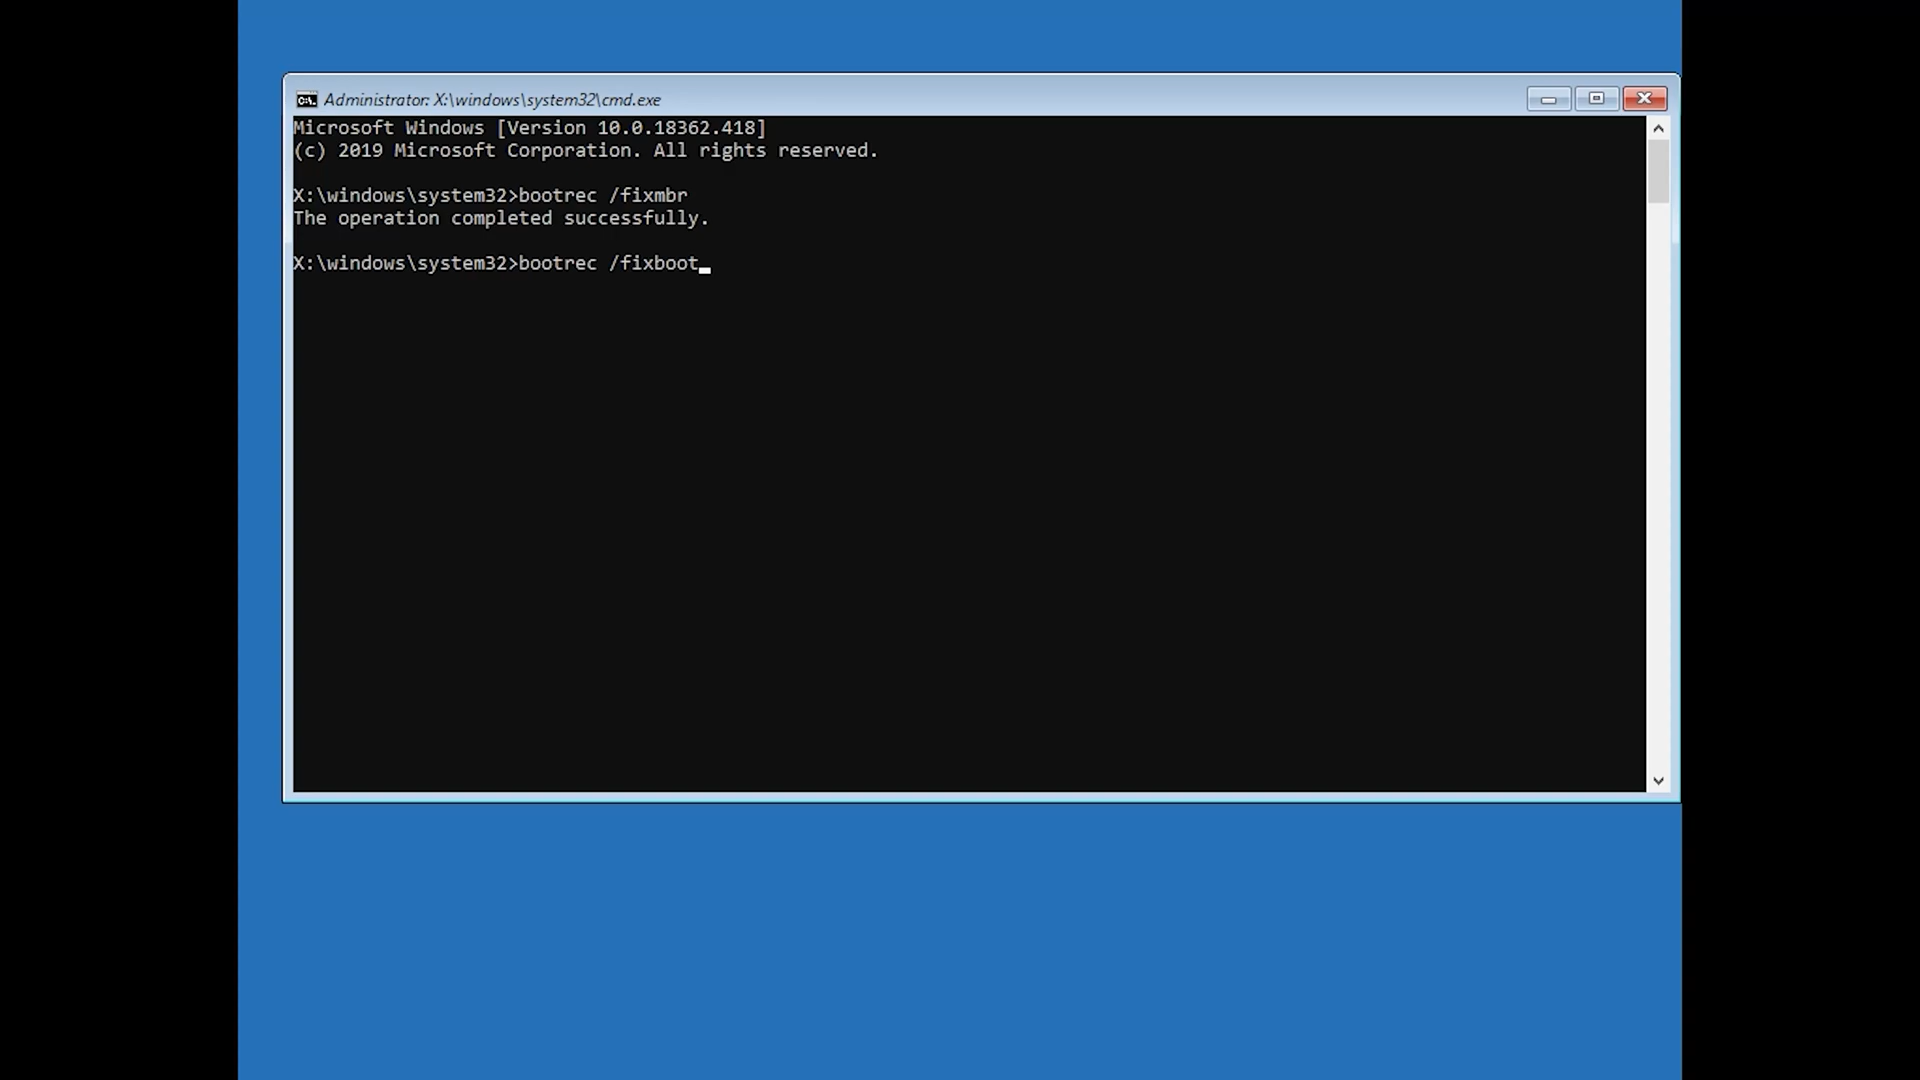 Administrator: X:\windows\system32\cmd.exe
Microsoft Windows [Version 10.0.18362.418]
(c) 2019 Microsoft Corporation. All rights reserved.
X:\windows\system32>bootrec /fixmbr
The operation completed successfully.
X:\windows\system32>bootrec /fixboot